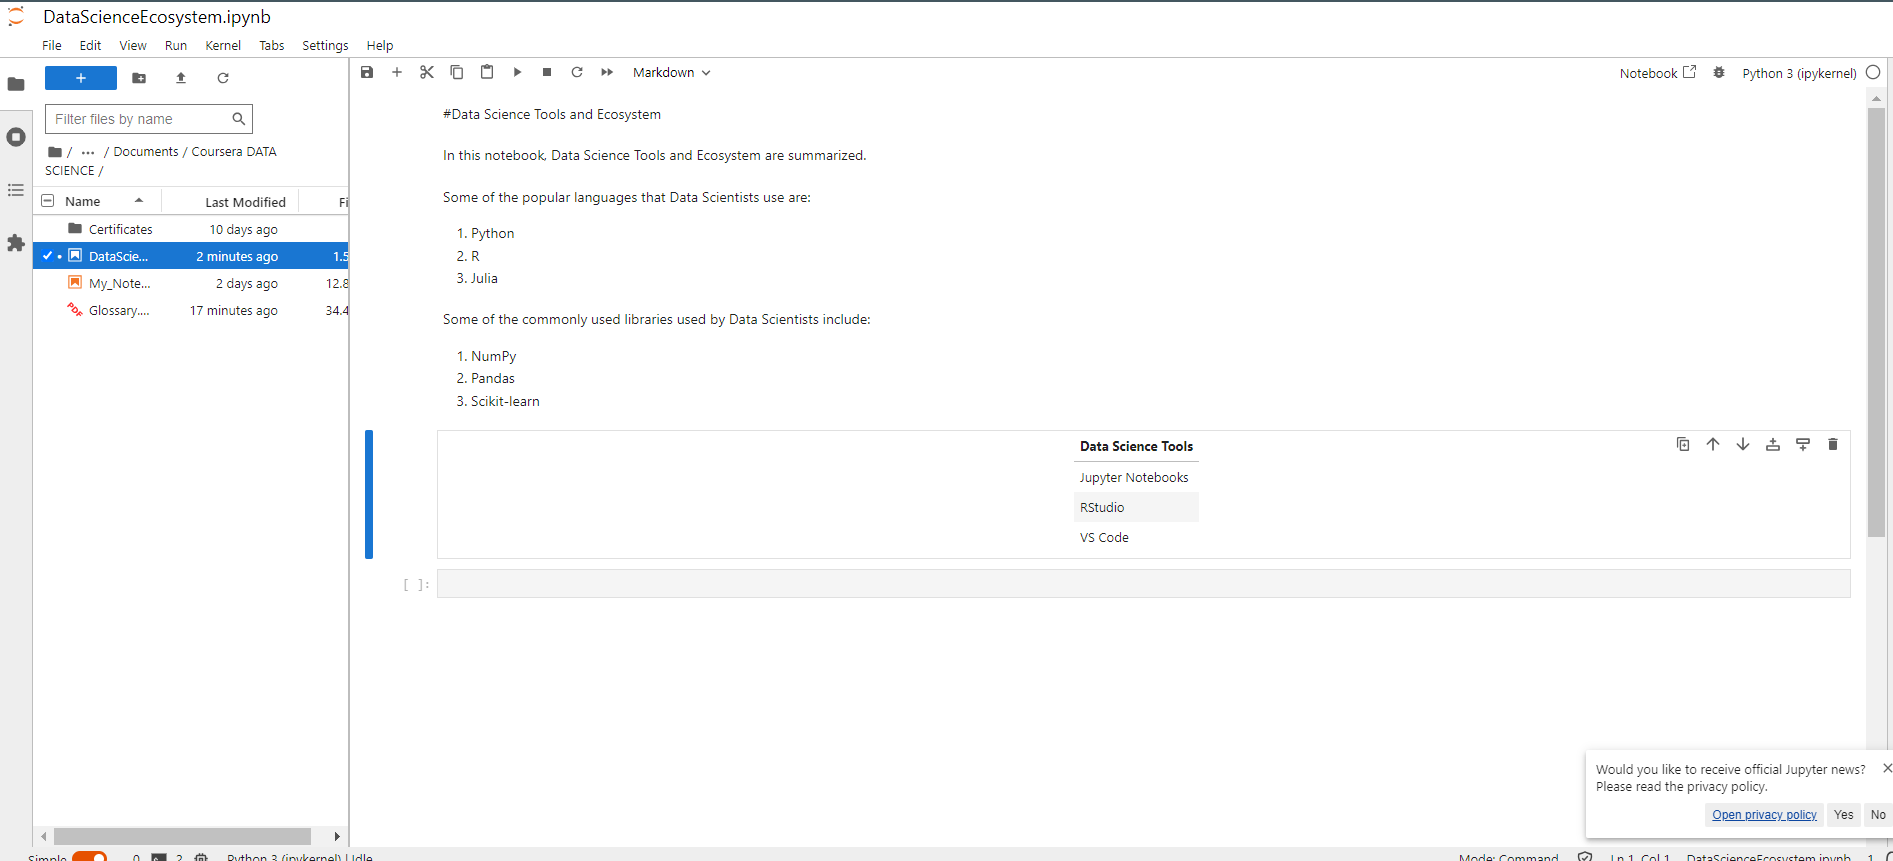 DataScienceEcosystem.ipynb
File Edit View Run Kernel Tabs Settings Help
+
Filter files by name
/ ... / Documents / Coursera DATA
SCIENCE /
Name Last Modified Fi
Certificates 10 days ago
DataScie... 2 minutes ago 1.5
My_Note... 2 days ago 12.8
Glossary.... 17 minutes ago 34.4
Markdown
Notebook Python 3 (ipykernel)
#Data Science Tools and Ecosystem
In this notebook, Data Science Tools and Ecosystem are summarized.
Some of the popular languages that Data Scientists use are:
1. Python
2. R
3. Julia
Some of the commonly used libraries used by Data Scientists include:
1. NumPy
2. Pandas
3. Scikit-learn
Data Science Tools
Jupyter Notebooks
RStudio
VS Code
[ ]:
Would you like to receive official Jupyter news?
Please read the privacy policy.
Open privacy policy Yes No
Simple 0 2 Python 3 (ipykernel) | Idle Mode: Command Ln 1, Col 1 DataScienceEcosystem.ipynb 1